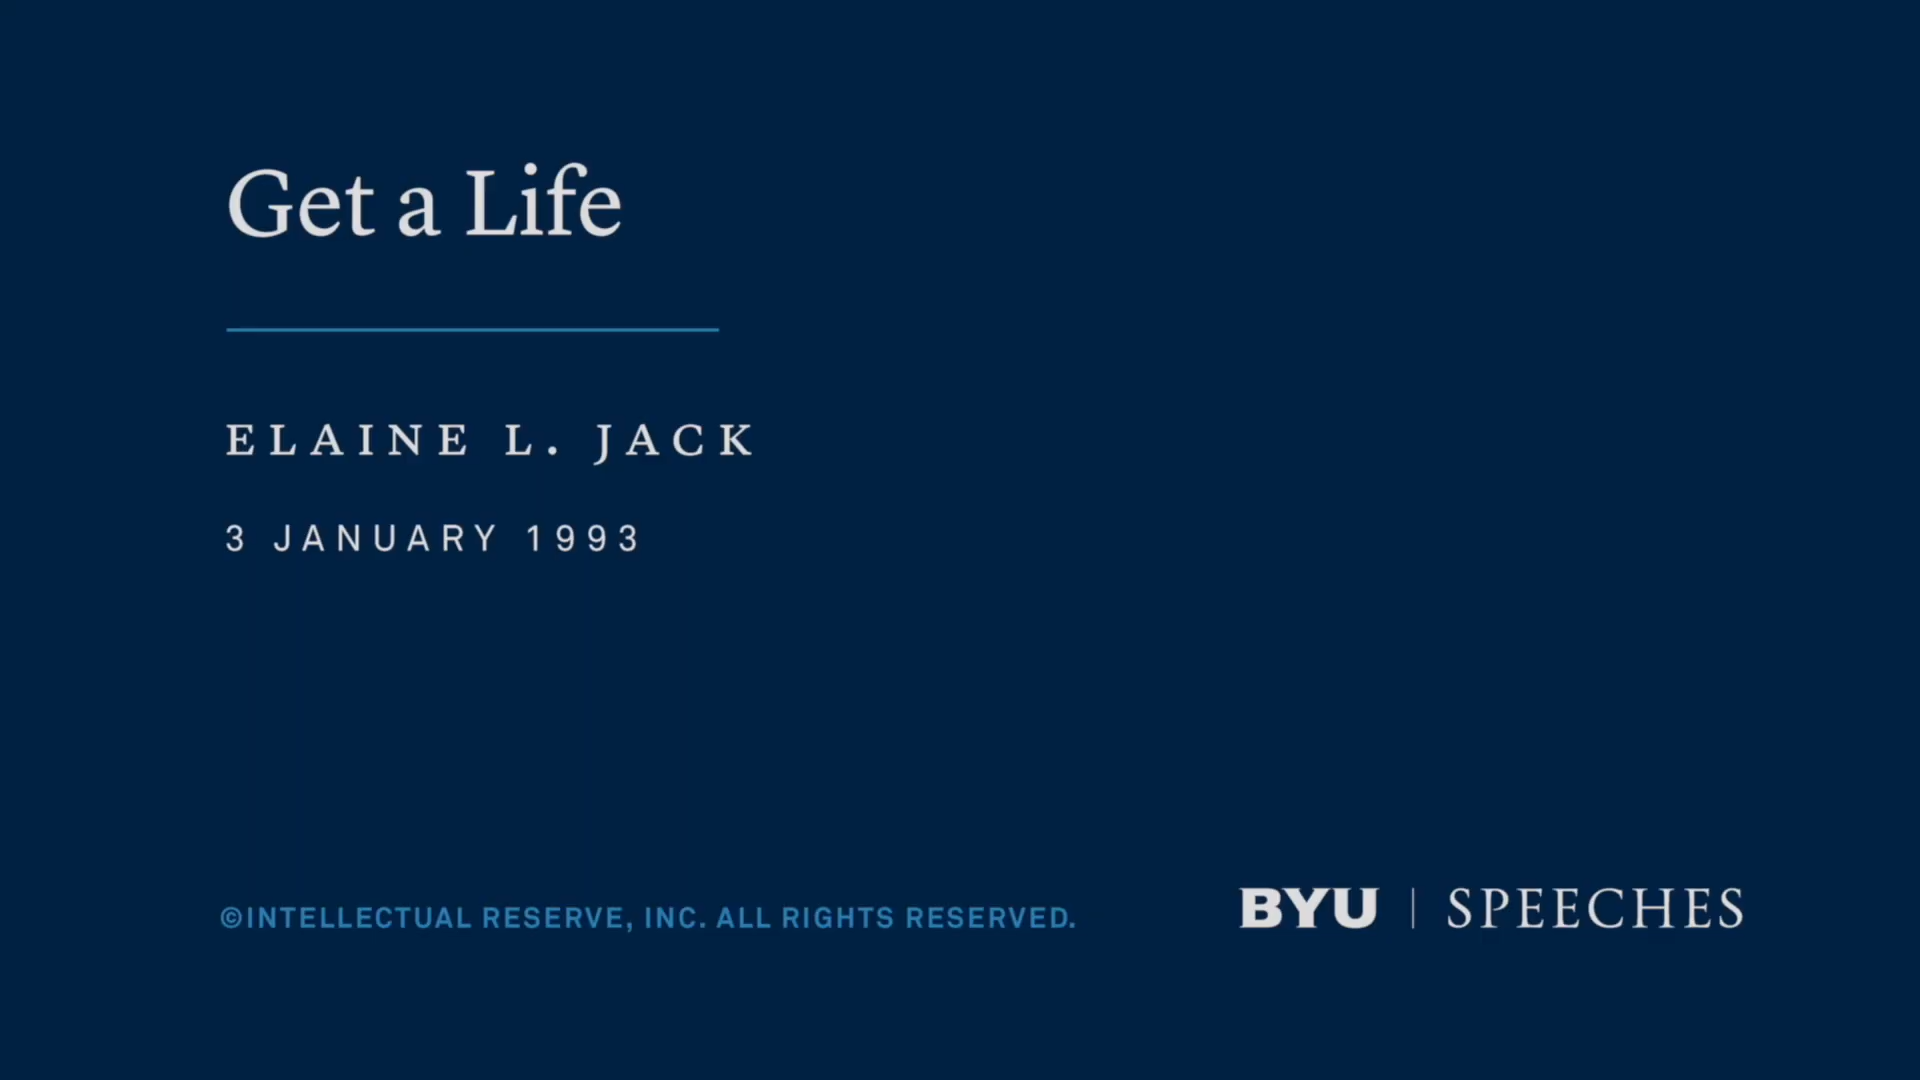 Get a Life
ELAINE L. JACK
3 JANUARY 1993
©INTELLECTUAL RESERVE, INC. ALL RIGHTS RESERVED.
BYU | SPEECHES